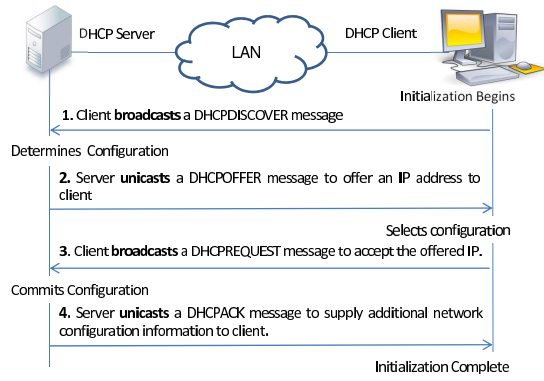 DHCP Server
LAN
DHCP Client
Initialization Begins
1. Client broadcasts a DHCPDISCOVER message
Determines Configuration
2. Server unicasts a DHCPOFFER message to offer an IP address to
client
Selects configuration
3. Client broadcasts a DHCPREQUEST message to accept the offered IP.
Commits Configuration
4. Server unicasts a DHCPACK message to supply additional network
configuration information to client.
Initialization Complete